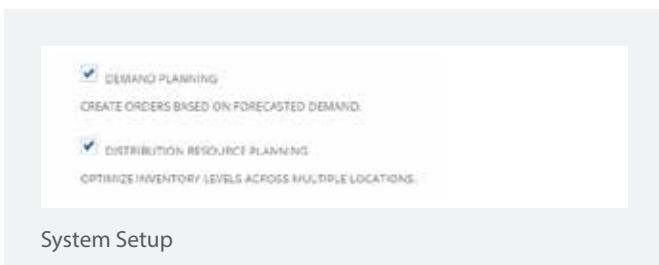 DEMAND PLANNING
CREATE ORDERS BASED ON FORECASTED DEMAND.
DISTRIBUTION RESOURCE PLANNING
OPTIMIZE INVENTORY LEVELS ACROSS MULTIPLE LOCATIONS.
System Setup